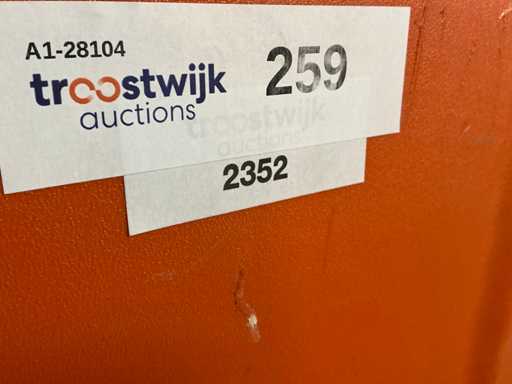 A1-28104
troostwijk
auctions
259
troostwijk
auctions
2352